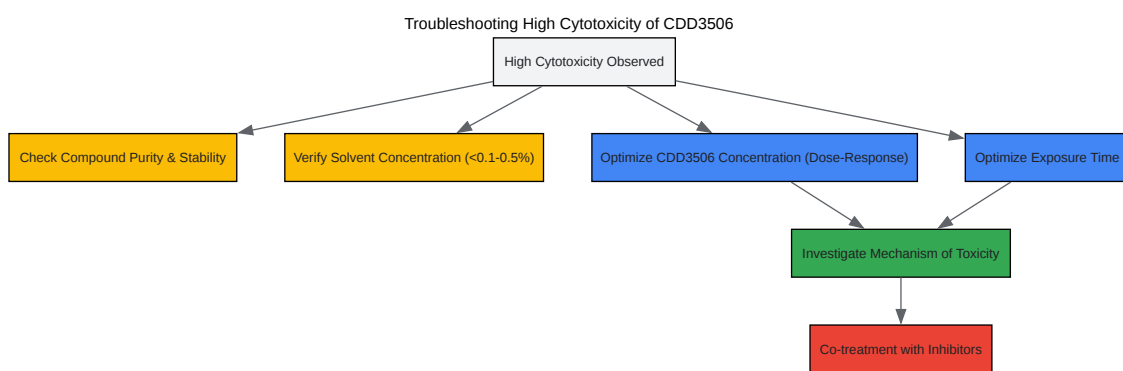 Troubleshooting High Cytotoxicity of CDD3506
High Cytotoxicity Observed
Check Compound Purity & Stability
Verify Solvent Concentration (<0.1-0.5%)
Optimize CDD3506 Concentration (Dose-Response)
Optimize Exposure Time
Investigate Mechanism of Toxicity
Co-treatment with Inhibitors